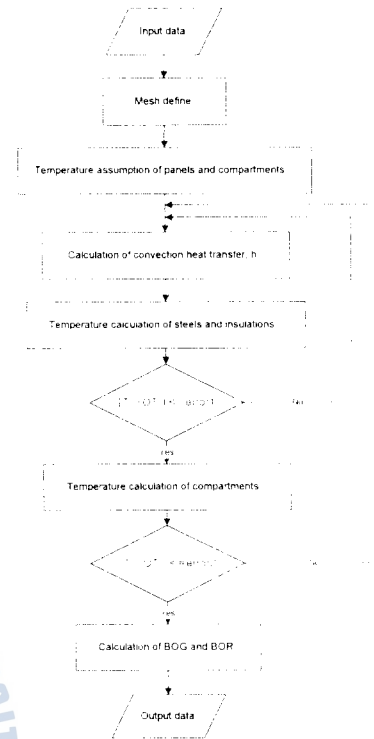 Input data
Mesh define
Temperature assumption of panels and compartments
Calculation of convection heat transfer, h
Temperature calculation of steels and insulations
No
yes
Temperature calculation of compartments
yes
Calculation of BOG and BOR
Output data